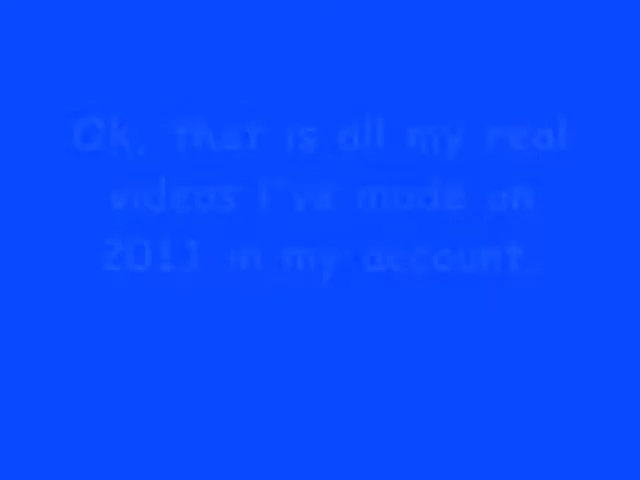 Ok, that is all my real
videos I've made on
2011 in my account.